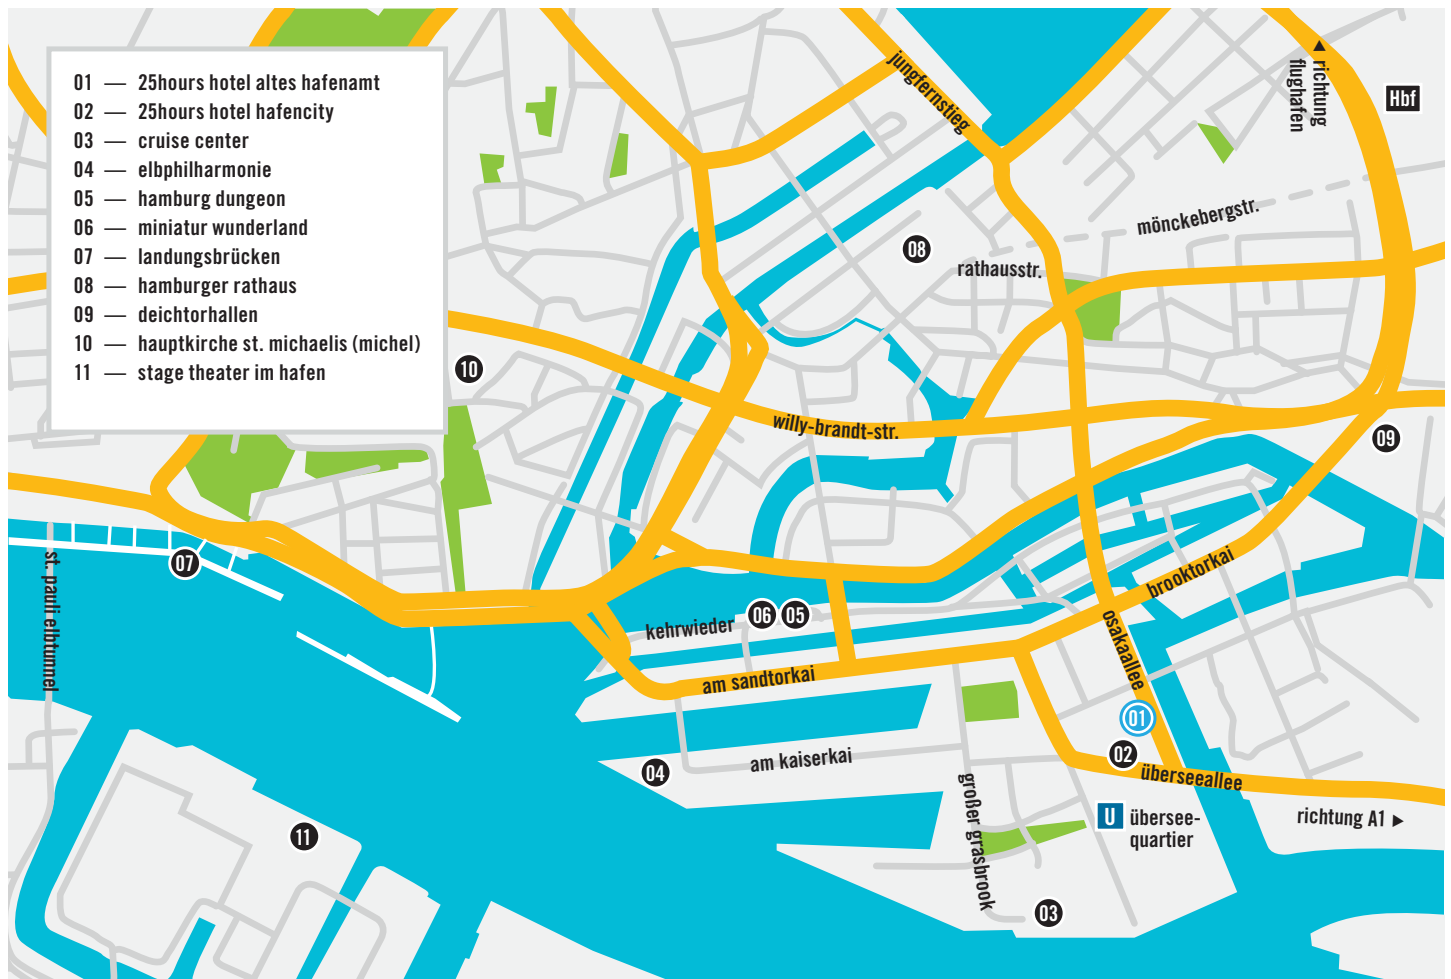 01 — 25hours hotel altes hafenamt
02 — 25hours hotel hafencity
03 — cruise center
04 — elbphilharmonie
05 — hamburg dungeon
06 — miniatur wunderland
07 — landungsbrücken
08 — hamburger rathaus
09 — deichtorhallen
10 — hauptkirche st. michaelis (michel)
11 — stage theater im hafen
jungfernstieg
▲ richtung
flughafen
Hbf
mönckebergstr.
08
rathausstr.
10
willy-brandt-str.
09
07
st. pauli elbtunnel
brooktorkai
06
05
kehrwieder
osakaallee
am sandtorkai
01
02
am kaiserkai
04
überseeallee
großer grasbrook
U
übersee-
quartier
richtung A1 ►
11
03